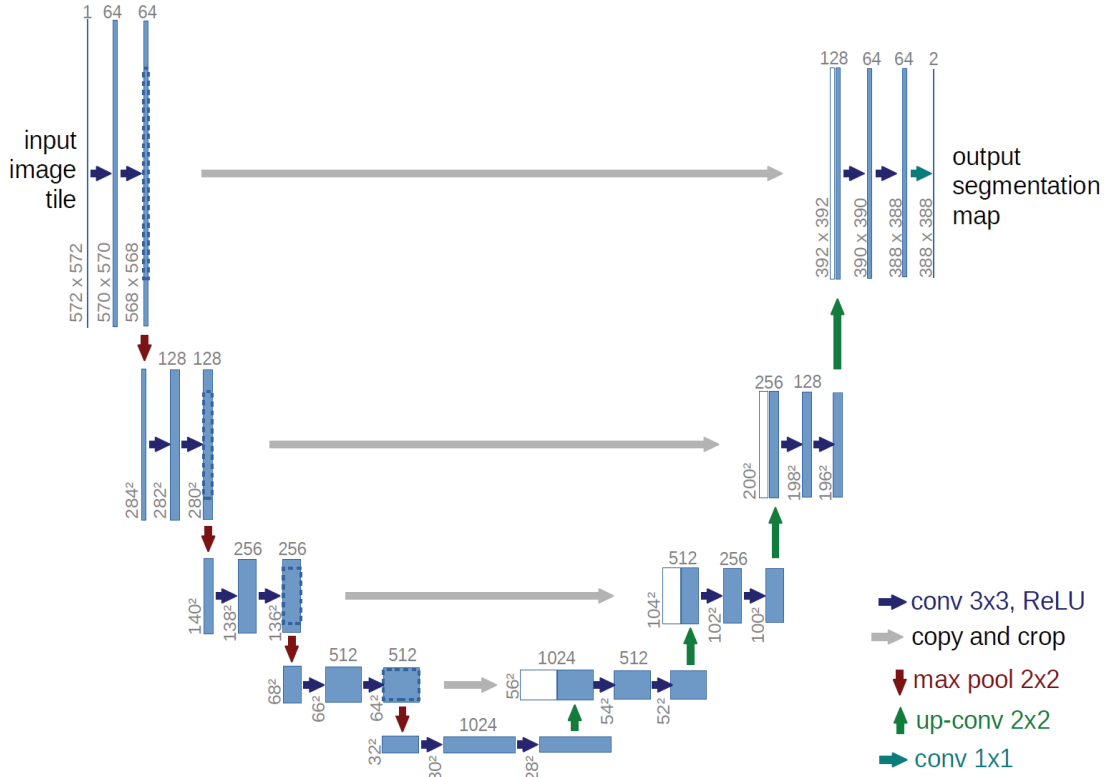 1 64 64
input
image
tile
572 x 572
570 x 570
568 x 568
128 64 64 2
output
segmentation
map
392 x 392
390 x 390
388 x 388
388 x 388
128 128
284²
282²
280²
256 128
200²
198²
196²
256 256
140²
138²
136²
512 256
104²
102²
100²
512 512
68²
66²
64²
1024 512
56²
54²
52²
1024
32²
30²
28²
conv 3x3, ReLU
copy and crop
max pool 2x2
up-conv 2x2
conv 1x1